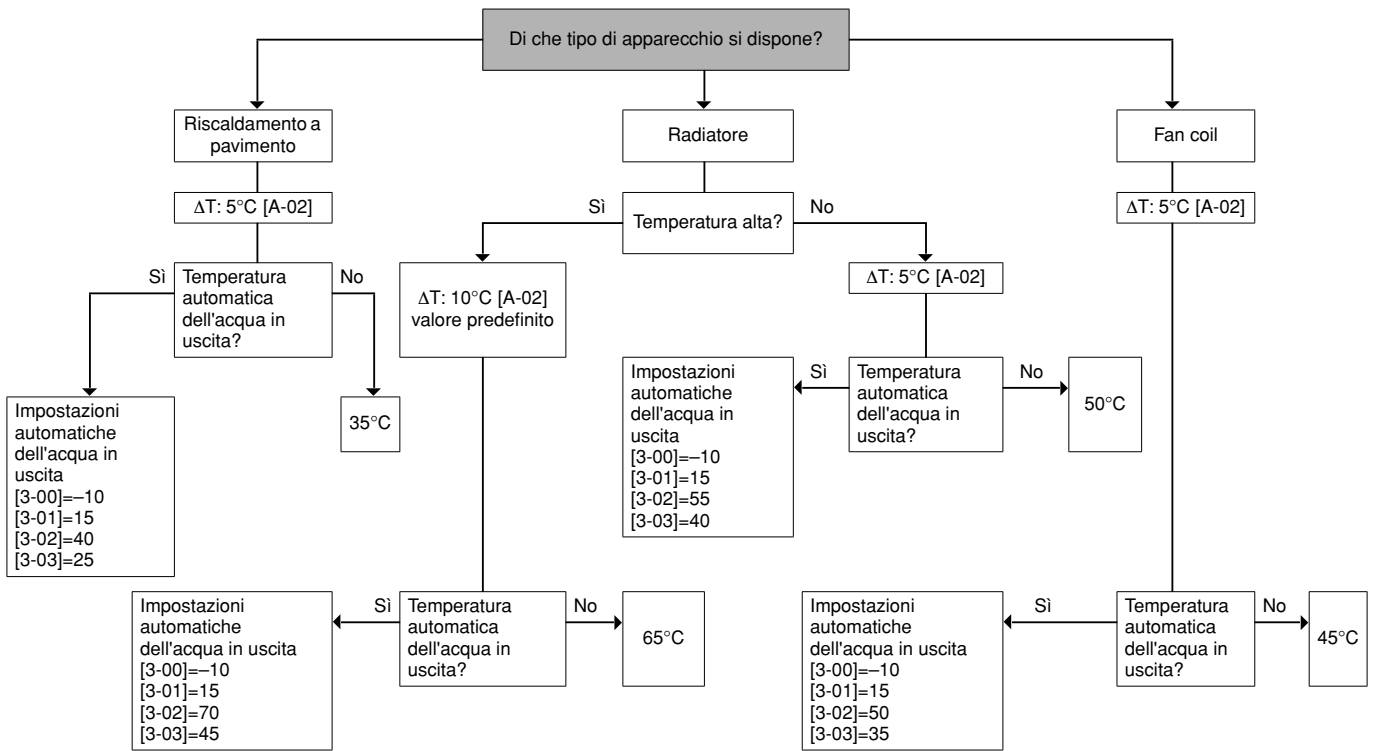 Di che tipo di apparecchio si dispone?
Riscaldamento a
pavimento
Radiatore
Fan coil
ΔT: 5°C [A-02]
Sì
Temperatura alta?
No
ΔT: 5°C [A-02]
Sì
Temperatura
automatica
dell'acqua in
uscita?
No
ΔT: 10°C [A-02]
valore predefinito
ΔT: 5°C [A-02]
Impostazioni
automatiche
dell'acqua in
uscita
[3-00]=–10
[3-01]=15
[3-02]=40
[3-03]=25
35°C
Impostazioni
automatiche
dell'acqua in
uscita
[3-00]=–10
[3-01]=15
[3-02]=55
[3-03]=40
Sì
Temperatura
automatica
dell'acqua in
uscita?
No
50°C
Impostazioni
automatiche
dell'acqua in uscita
[3-00]=–10
[3-01]=15
[3-02]=70
[3-03]=45
Sì
Temperatura
automatica
dell'acqua in
uscita?
No
65°C
Impostazioni
automatiche
dell'acqua in uscita
[3-00]=–10
[3-01]=15
[3-02]=50
[3-03]=35
Sì
Temperatura
automatica
dell'acqua in
uscita?
No
45°C